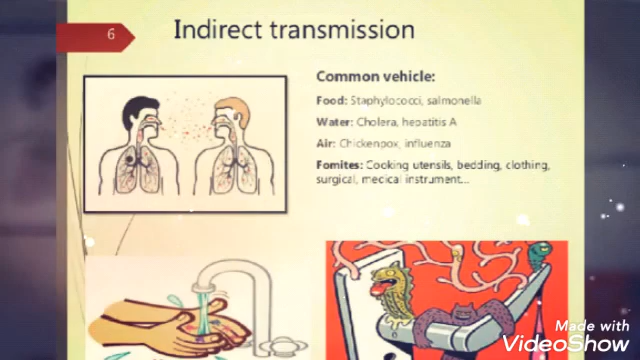 6
Indirect transmission
Common vehicle:
Food: Staphylococci, salmonella
Water: Cholera, hepatitis A
Air: Chickenpox, influenza
Fomites: Cooking utensils, bedding, clothing,
surgical, medical instrument...
Made with
VideoShow